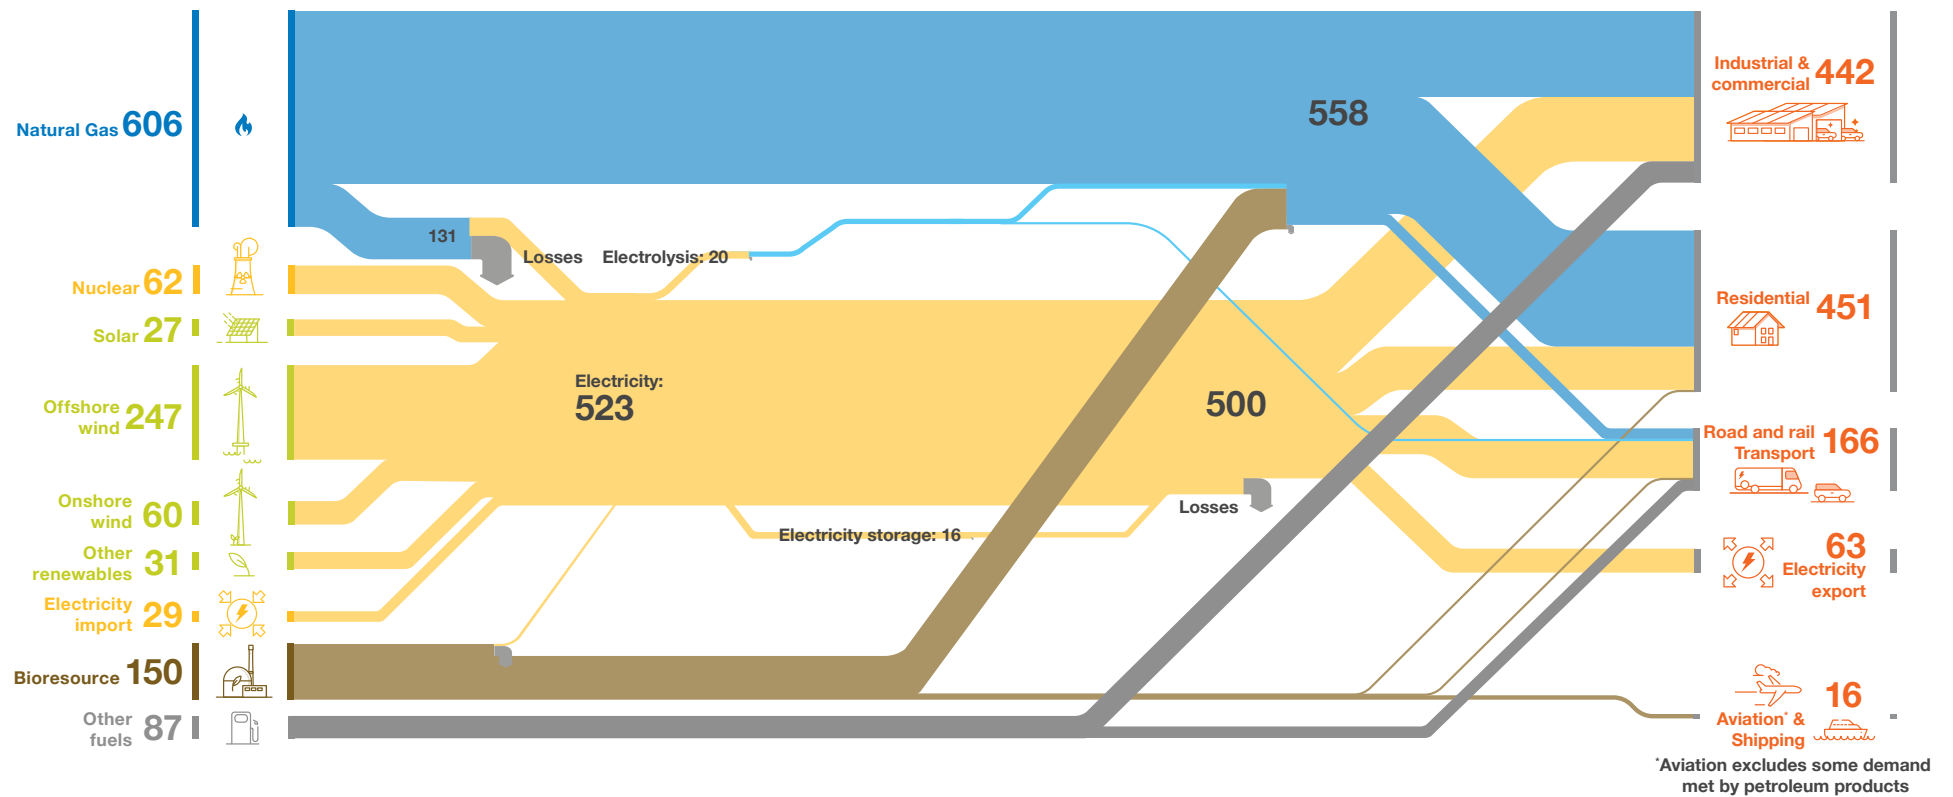 Natural Gas 606
131
Losses
Electrolysis: 20
558
Nuclear 62
Solar 27
Offshore
wind 247
Onshore
wind 60
Other
renewables 31
Electricity
import 29
Bioresource 150
Other
fuels 87
Electricity:
523
Electricity storage: 16
500
Losses
Industrial &
commercial 442
Residential 451
Road and rail
Transport 166
63
Electricity
export
16
Aviation* &
Shipping
*Aviation excludes some demand
met by petroleum products